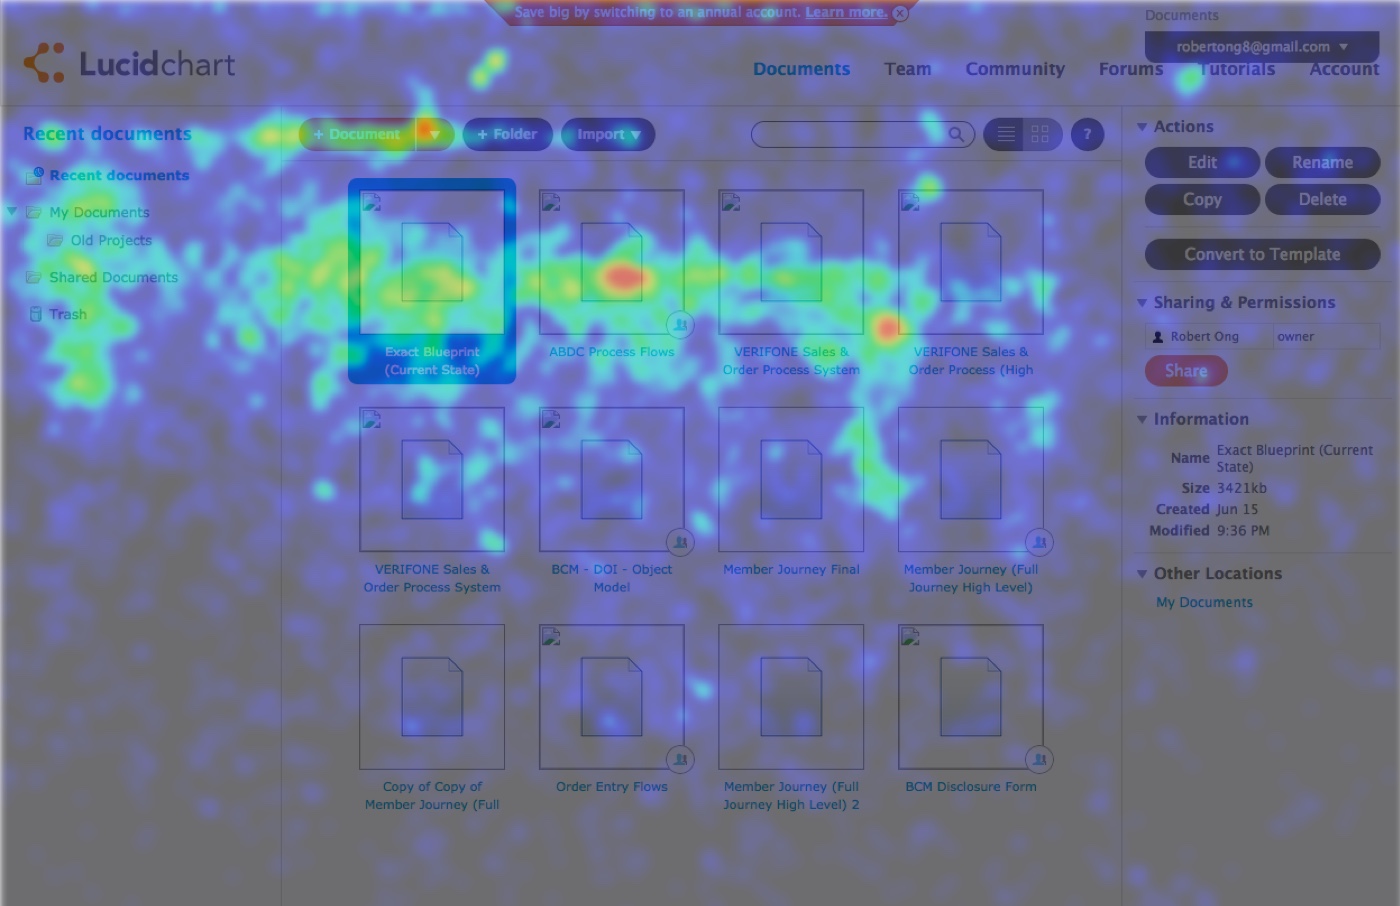 Save big by switching to an annual account. Learn more.
Documents
robertong8@gmail.com
Lucidchart
Documents Team Community Forums Tutorials Account
Recent documents
+ Document + Folder Import ?
Recent documents
My Documents
Old Projects
Shared Documents
Trash
Exact Blueprint
(Current State)
ABDC Process Flows
VERIFONE Sales &
Order Process System
VERIFONE Sales &
Order Process (High
VERIFONE Sales &
Order Process System
BCM - DOI - Object
Model
Member Journey Final
Member Journey (Full
Journey High Level)
Copy of Copy of
Member Journey (Full
Order Entry Flows
Member Journey (Full
Journey High Level) 2
BCM Disclosure Form
Actions
Edit Rename
Copy Delete
Convert to Template
Sharing & Permissions
Robert Ong owner
Share
Information
Name Exact Blueprint (Current
State)
Size 3421kb
Created Jun 15
Modified 9:36 PM
Other Locations
My Documents